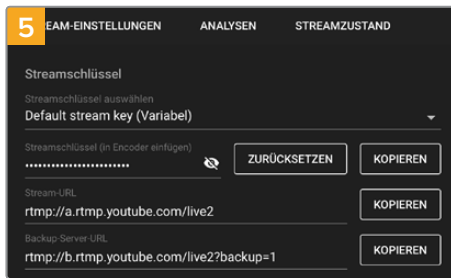 5
EAM-EINSTELLUNGEN ANALYSEN STREAMZUSTAND
Streamschlüssel
Streamschlüssel auswählen
Default stream key (Variabel)
Streamschlüssel (in Encoder einfügen)
••••••••••••••••••••••• ZURÜCKSETZEN KOPIEREN
Stream-URL
rtmp://a.rtmp.youtube.com/live2 KOPIEREN
Backup-Server-URL
rtmp://b.rtmp.youtube.com/live2?backup=1 KOPIEREN